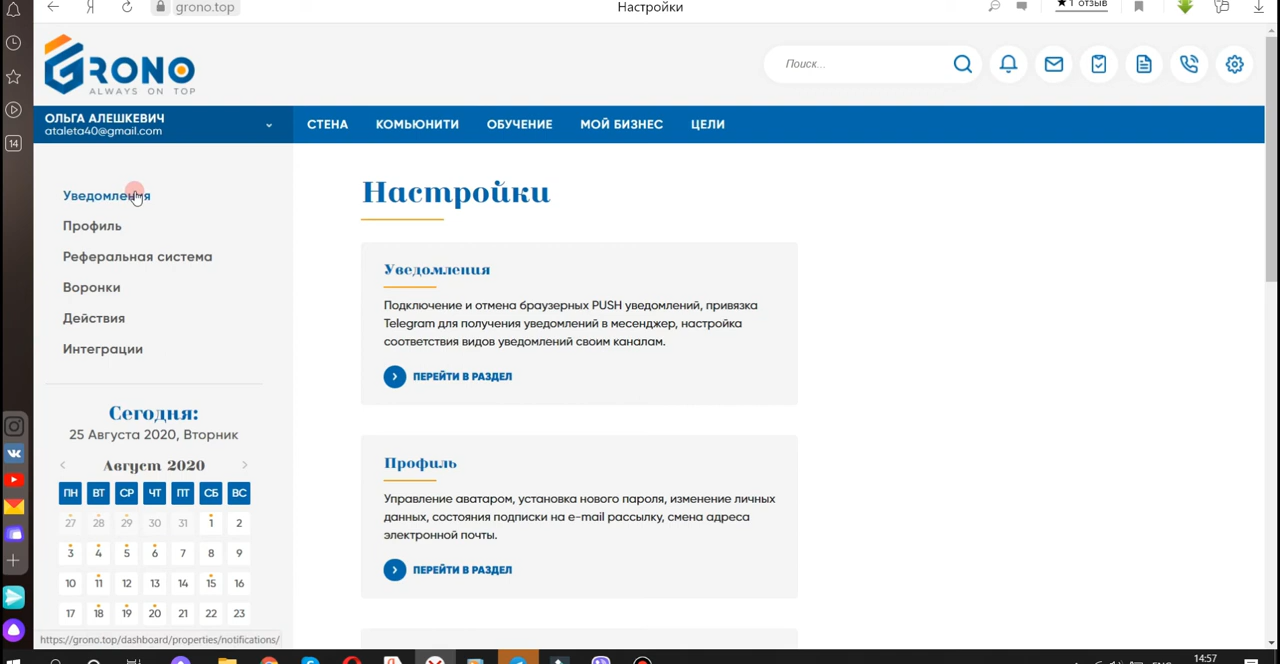 grono.top
Настройки
★ 1 отзыв
GRONO
ALWAYS ON TOP
Поиск...
ОЛЬГА АЛЕШКЕВИЧ
ataleta40@gmail.com
СТЕНА КОМЬЮНИТИ ОБУЧЕНИЕ МОЙ БИЗНЕС ЦЕЛИ
14
Уведомления
Профиль
Реферальная система
Воронки
Действия
Интеграции
Сегодня:
25 Августа 2020, Вторник
Август 2020
ПН ВТ СР ЧТ ПТ СБ ВС
27 28 29 30 31 1 2
3 4 5 6 7 8 9
10 11 12 13 14 15 16
17 18 19 20 21 22 23
Настройки
Уведомления
Подключение и отмена браузерных PUSH уведомлений, привязка
Telegram для получения уведомлений в месенджер, настройка
соответствия видов уведомлений своим каналам.
ПЕРЕЙТИ В РАЗДЕЛ
Профиль
Управление аватаром, установка нового пароля, изменение личных
данных, состояния подписки на e-mail рассылку, смена адреса
электронной почты.
ПЕРЕЙТИ В РАЗДЕЛ
https://grono.top/dashboard/properties/notifications/
14:57